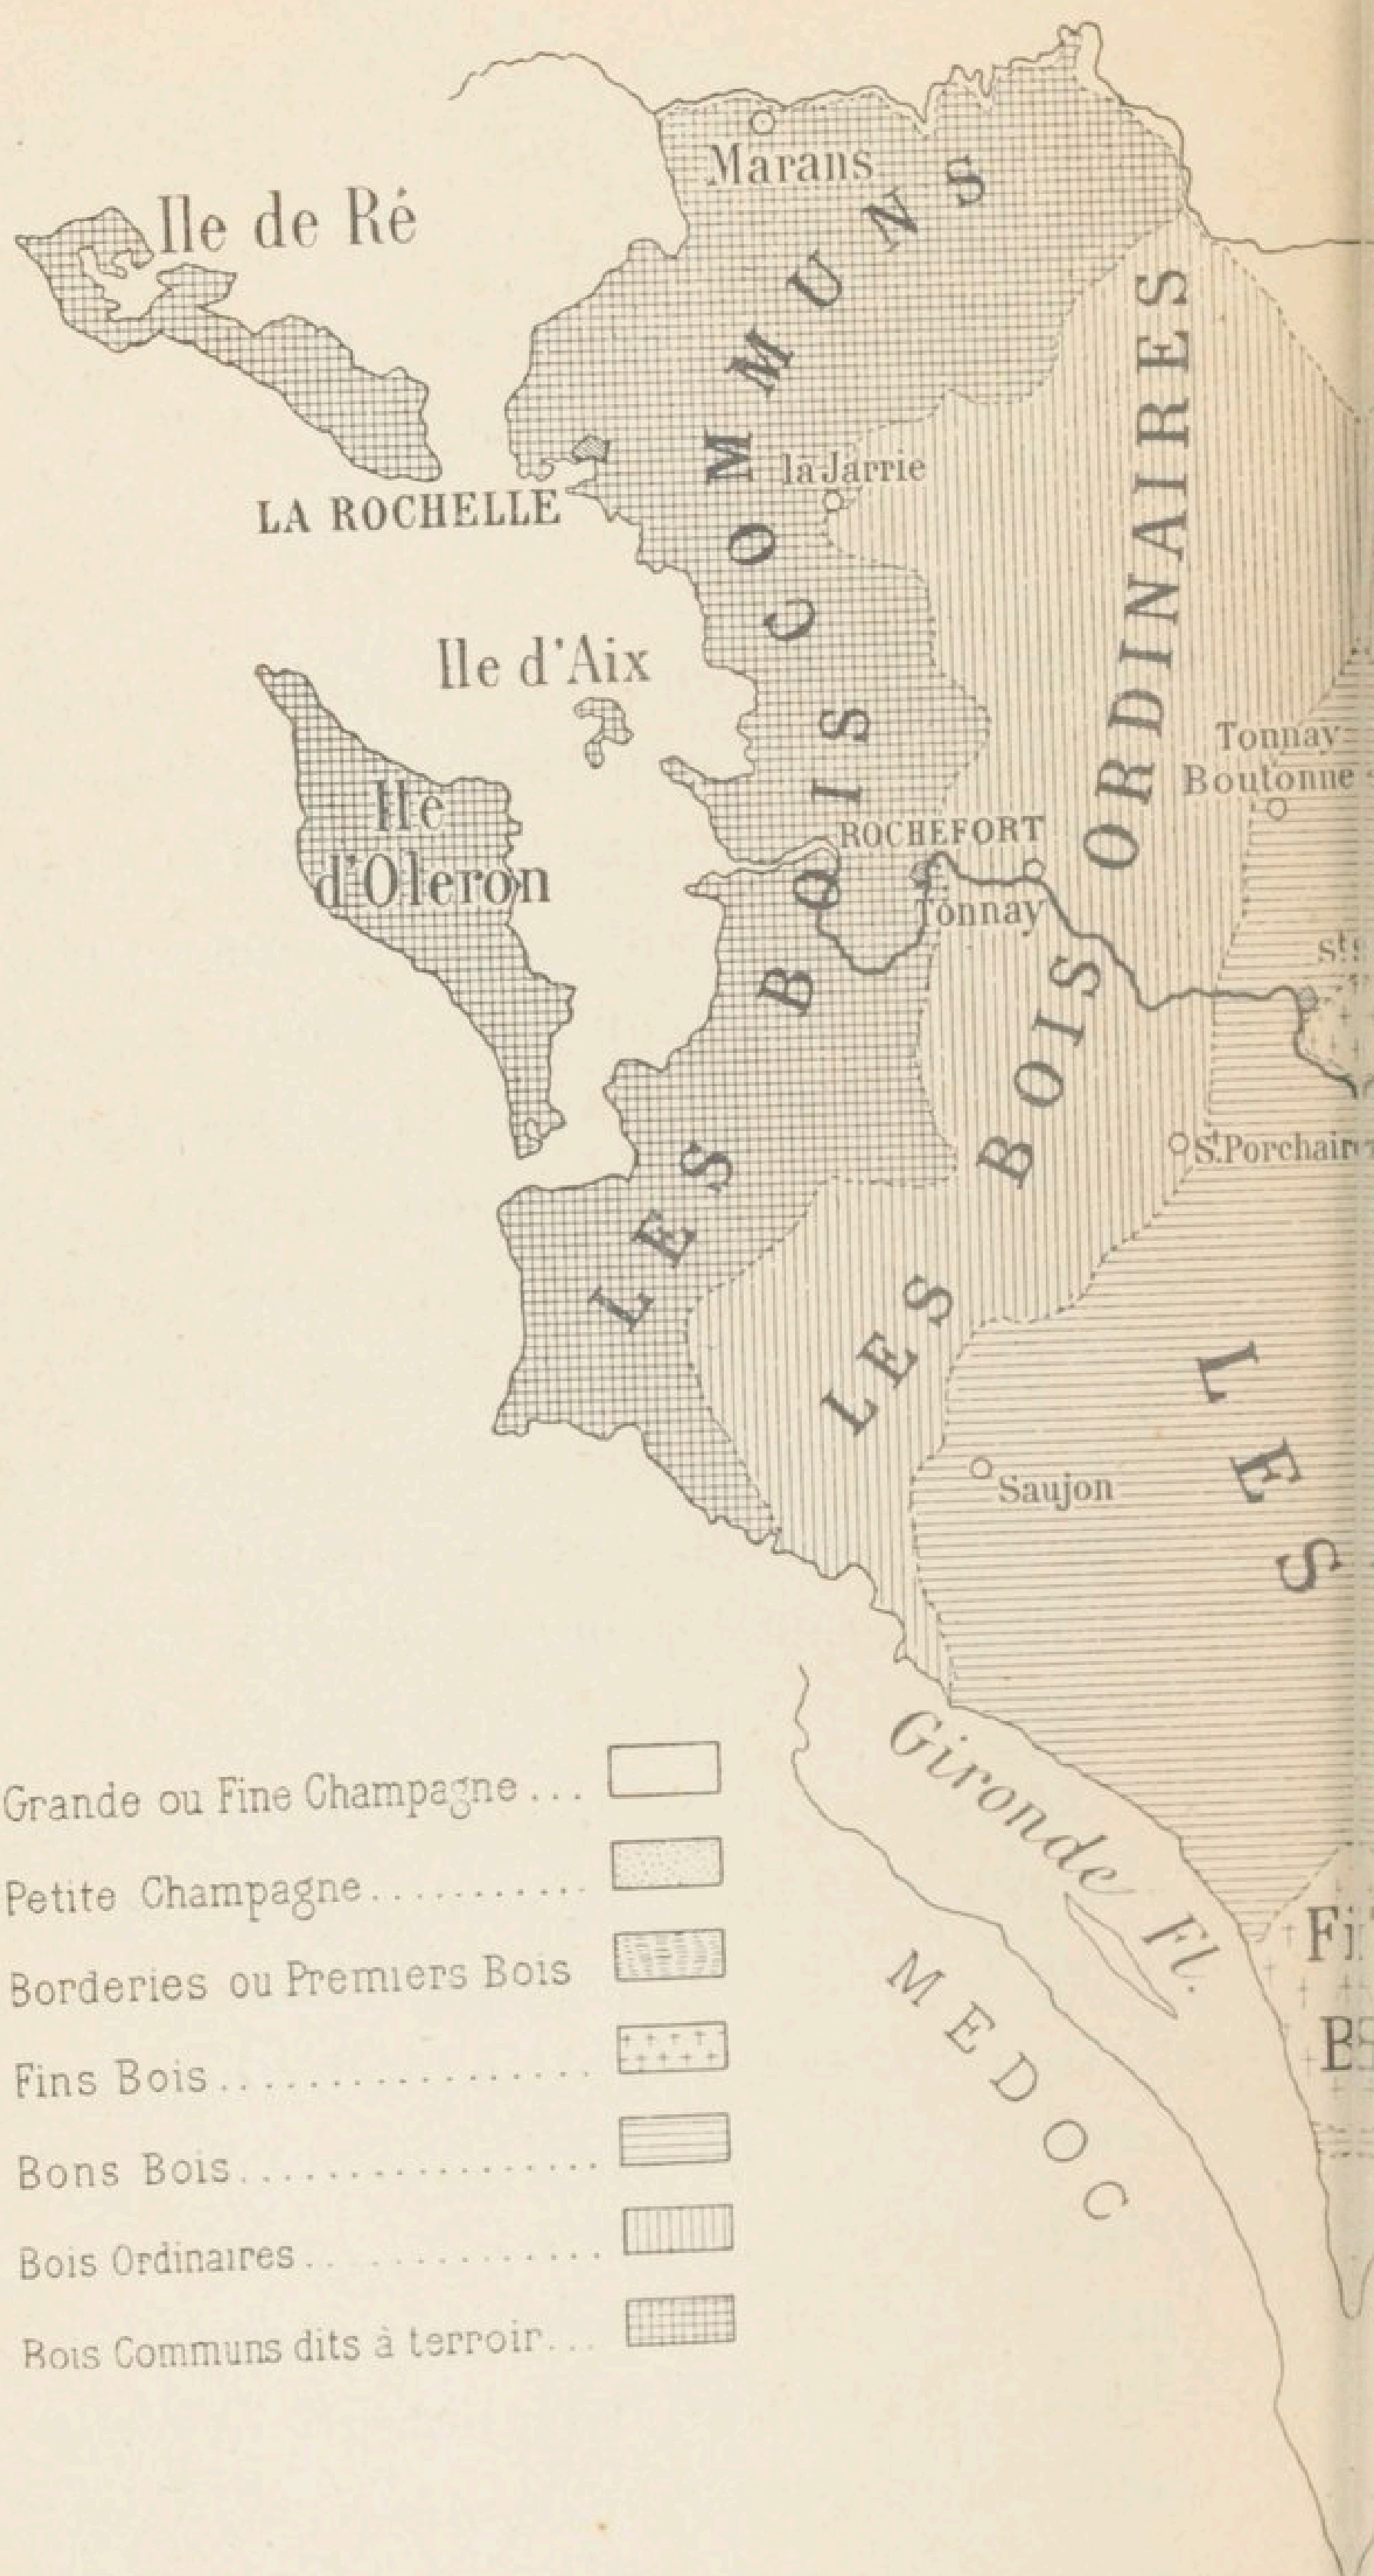 Marans
Ile de Ré
LES BOIS COMMUNS
la Jarrie
LA ROCHELLE
Ile d'Aix
Ile
d'Oleron
LES BOIS ORDINAIRES
Tonnay-
Boutonne
ROCHEFORT
Tonnay
St. Porchaire
LES
Saujon
Gironde Fl.
MEDOC
Grande ou Fine Champagne...
Petite Champagne...........
Borderies ou Premiers Bois
Fins Bois.................
Bons Bois.................
Bois Ordinaires..............
Bois Communs dits à terroir...